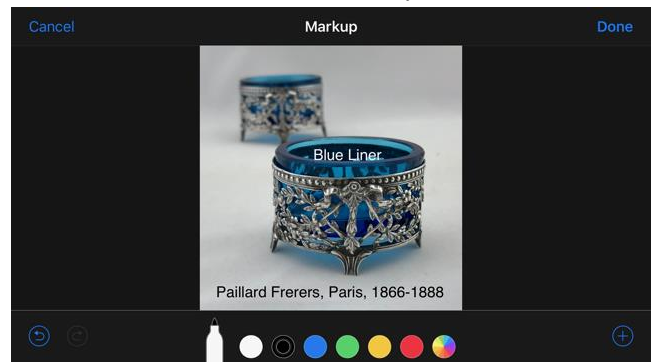 Cancel
Markup
Done
Blue Liner
Paillard Frerers, Paris, 1866-1888